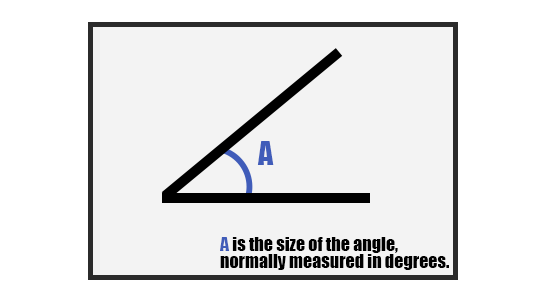 A
A is the size of the angle,
normally measured in degrees.